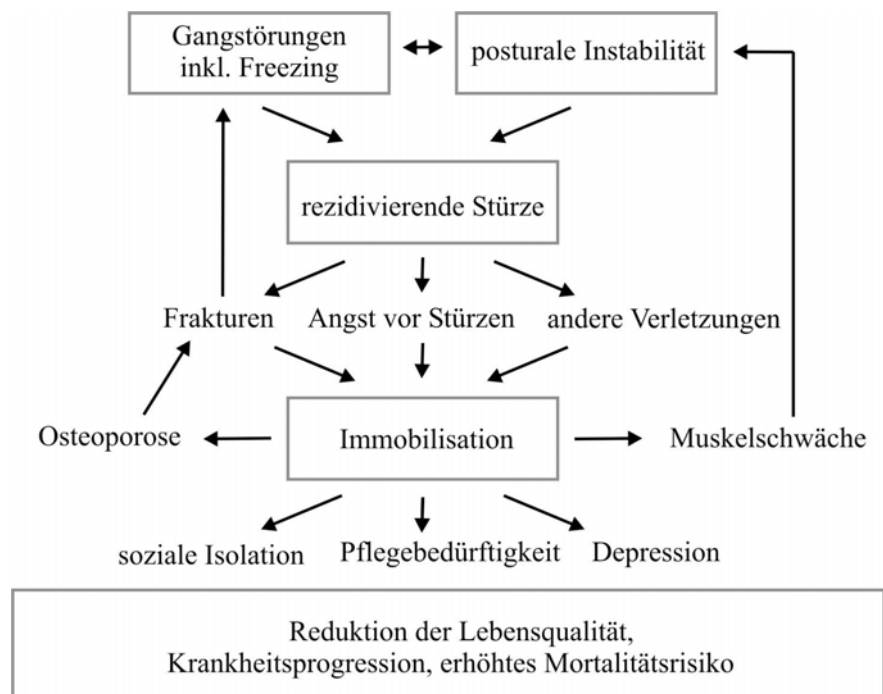 Gangstörungen
inkl. Freezing
posturale Instabilität
rezidivierende Stürze
Frakturen
Angst vor Stürzen
andere Verletzungen
Osteoporose
Immobilisation
Muskelschwäche
soziale Isolation
Pflegebedürftigkeit
Depression
Reduktion der Lebensqualität,
Krankheitsprogression, erhöhtes Mortalitätsrisiko